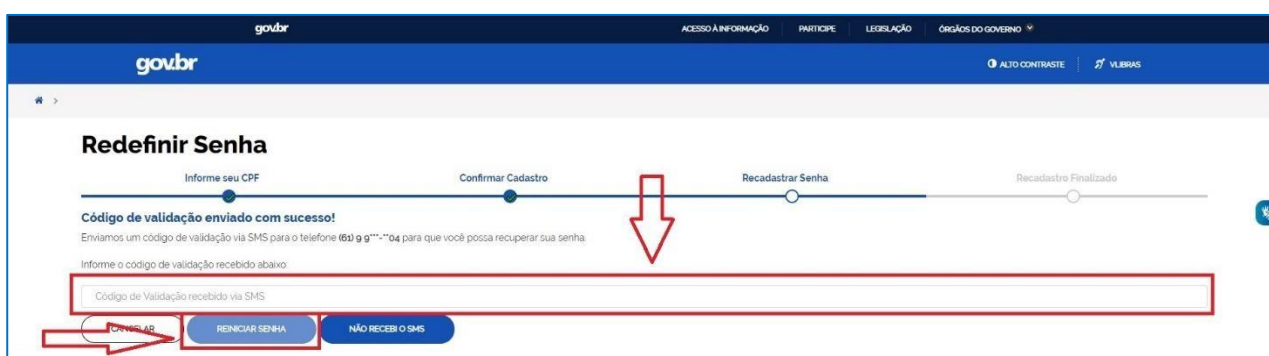 gov.br ACESSO À INFORMAÇÃO PARTICIPE LEGISLAÇÃO ÓRGÃOS DO GOVERNO
gov.br ALTO CONTRASTE VLIBRAS
>
Redefinir Senha
Informe seu CPF Confirmar Cadastro Recadastrar Senha Recadastro Finalizado
Código de validação enviado com sucesso!
Enviamos um código de validação via SMS para o telefone (61) 9 9***-**04 para que você possa recuperar sua senha.
Informe o código de validação recebido abaixo:
Código de Validação recebido via SMS
CANCELAR REINICIAR SENHA NÃO RECEBI O SMS